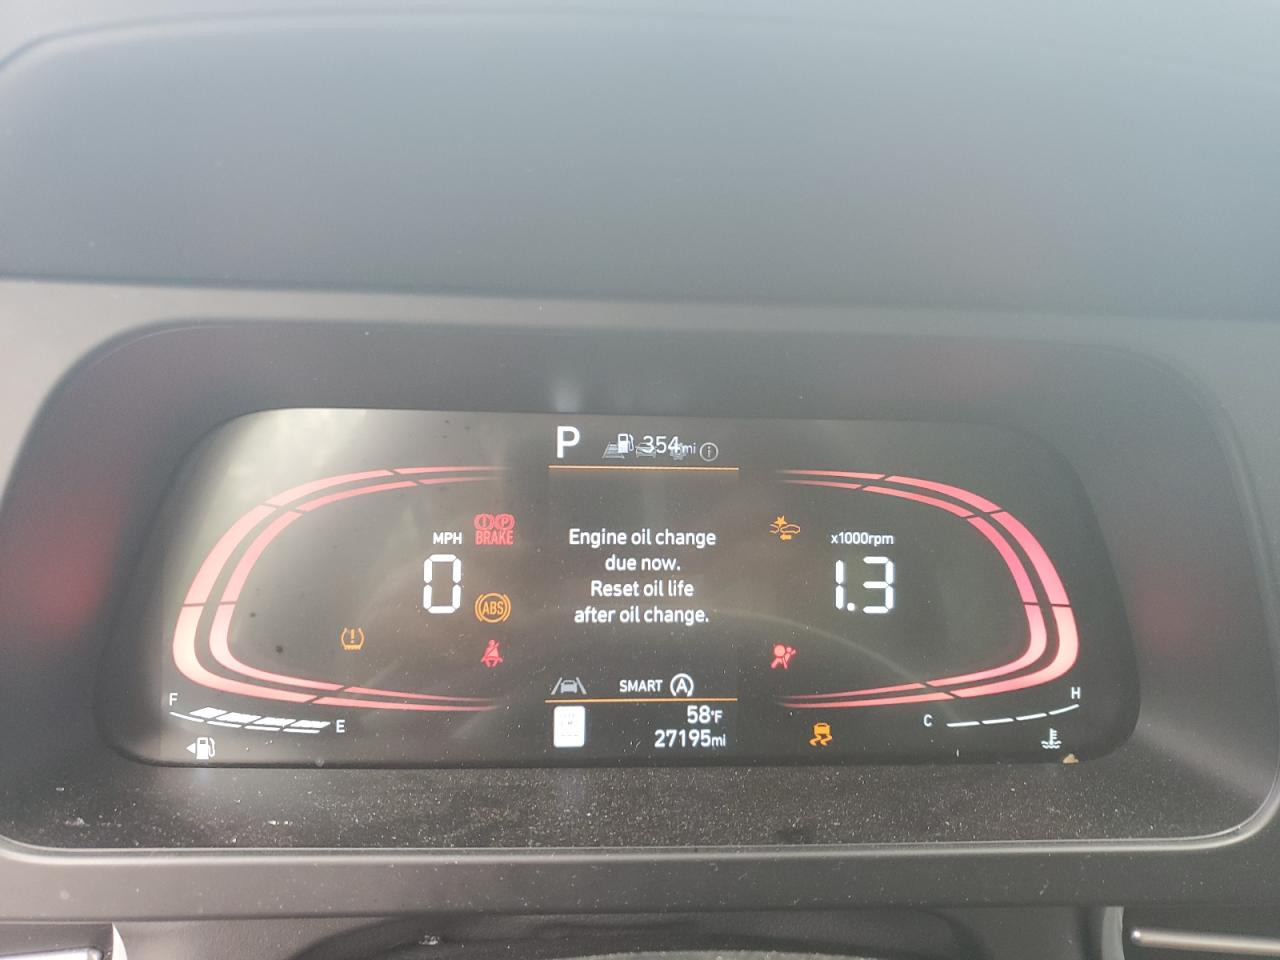 P 354mi
MPH
BRAKE
Engine oil change
due now.
Reset oil life
after oil change.
x1000rpm
0
1.3
ABS
SMART A
F
E
C
H
58°F
27195mi